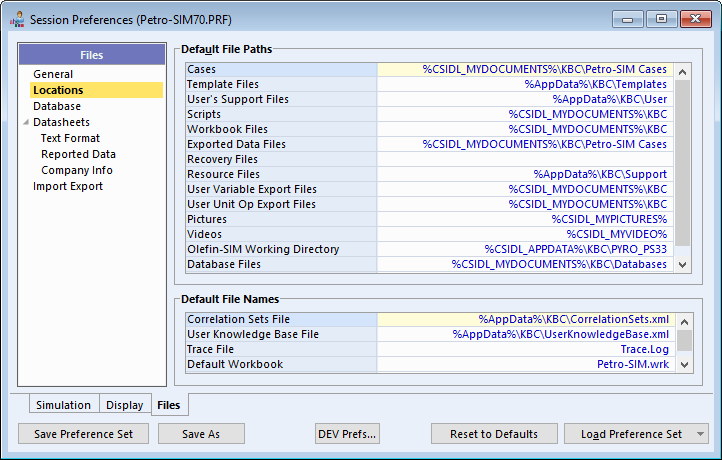 Session Preferences (Petro-SIM70.PRF)
Files
General
Locations
Database
Datasheets
Text Format
Reported Data
Company Info
Import Export
Default File Paths
Cases %CSIDL_MYDOCUMENTS%\KBC\Petro-SIM Cases
Template Files %AppData%\KBC\Templates
User's Support Files %AppData%\KBC\User
Scripts %CSIDL_MYDOCUMENTS%\KBC
Workbook Files %CSIDL_MYDOCUMENTS%\KBC
Exported Data Files %CSIDL_MYDOCUMENTS%\KBC\Petro-SIM Cases
Recovery Files
Resource Files %AppData%\KBC\Support
User Variable Export Files %CSIDL_MYDOCUMENTS%\KBC
User Unit Op Export Files %CSIDL_MYDOCUMENTS%\KBC
Pictures %CSIDL_MYPICTURES%
Videos %CSIDL_MYVIDEO%
Olefin-SIM Working Directory %CSIDL_APPDATA%\KBC\PYRO_PS33
Database Files %CSIDL_MYDOCUMENTS%\KBC\Databases
Default File Names
Correlation Sets File %AppData%\KBC\CorrelationSets.xml
User Knowledge Base File %AppData%\KBC\UserKnowledgeBase.xml
Trace File Trace.Log
Default Workbook Petro-SIM.wrk
Simulation Display Files
Save Preference Set Save As DEV Prefs... Reset to Defaults Load Preference Set